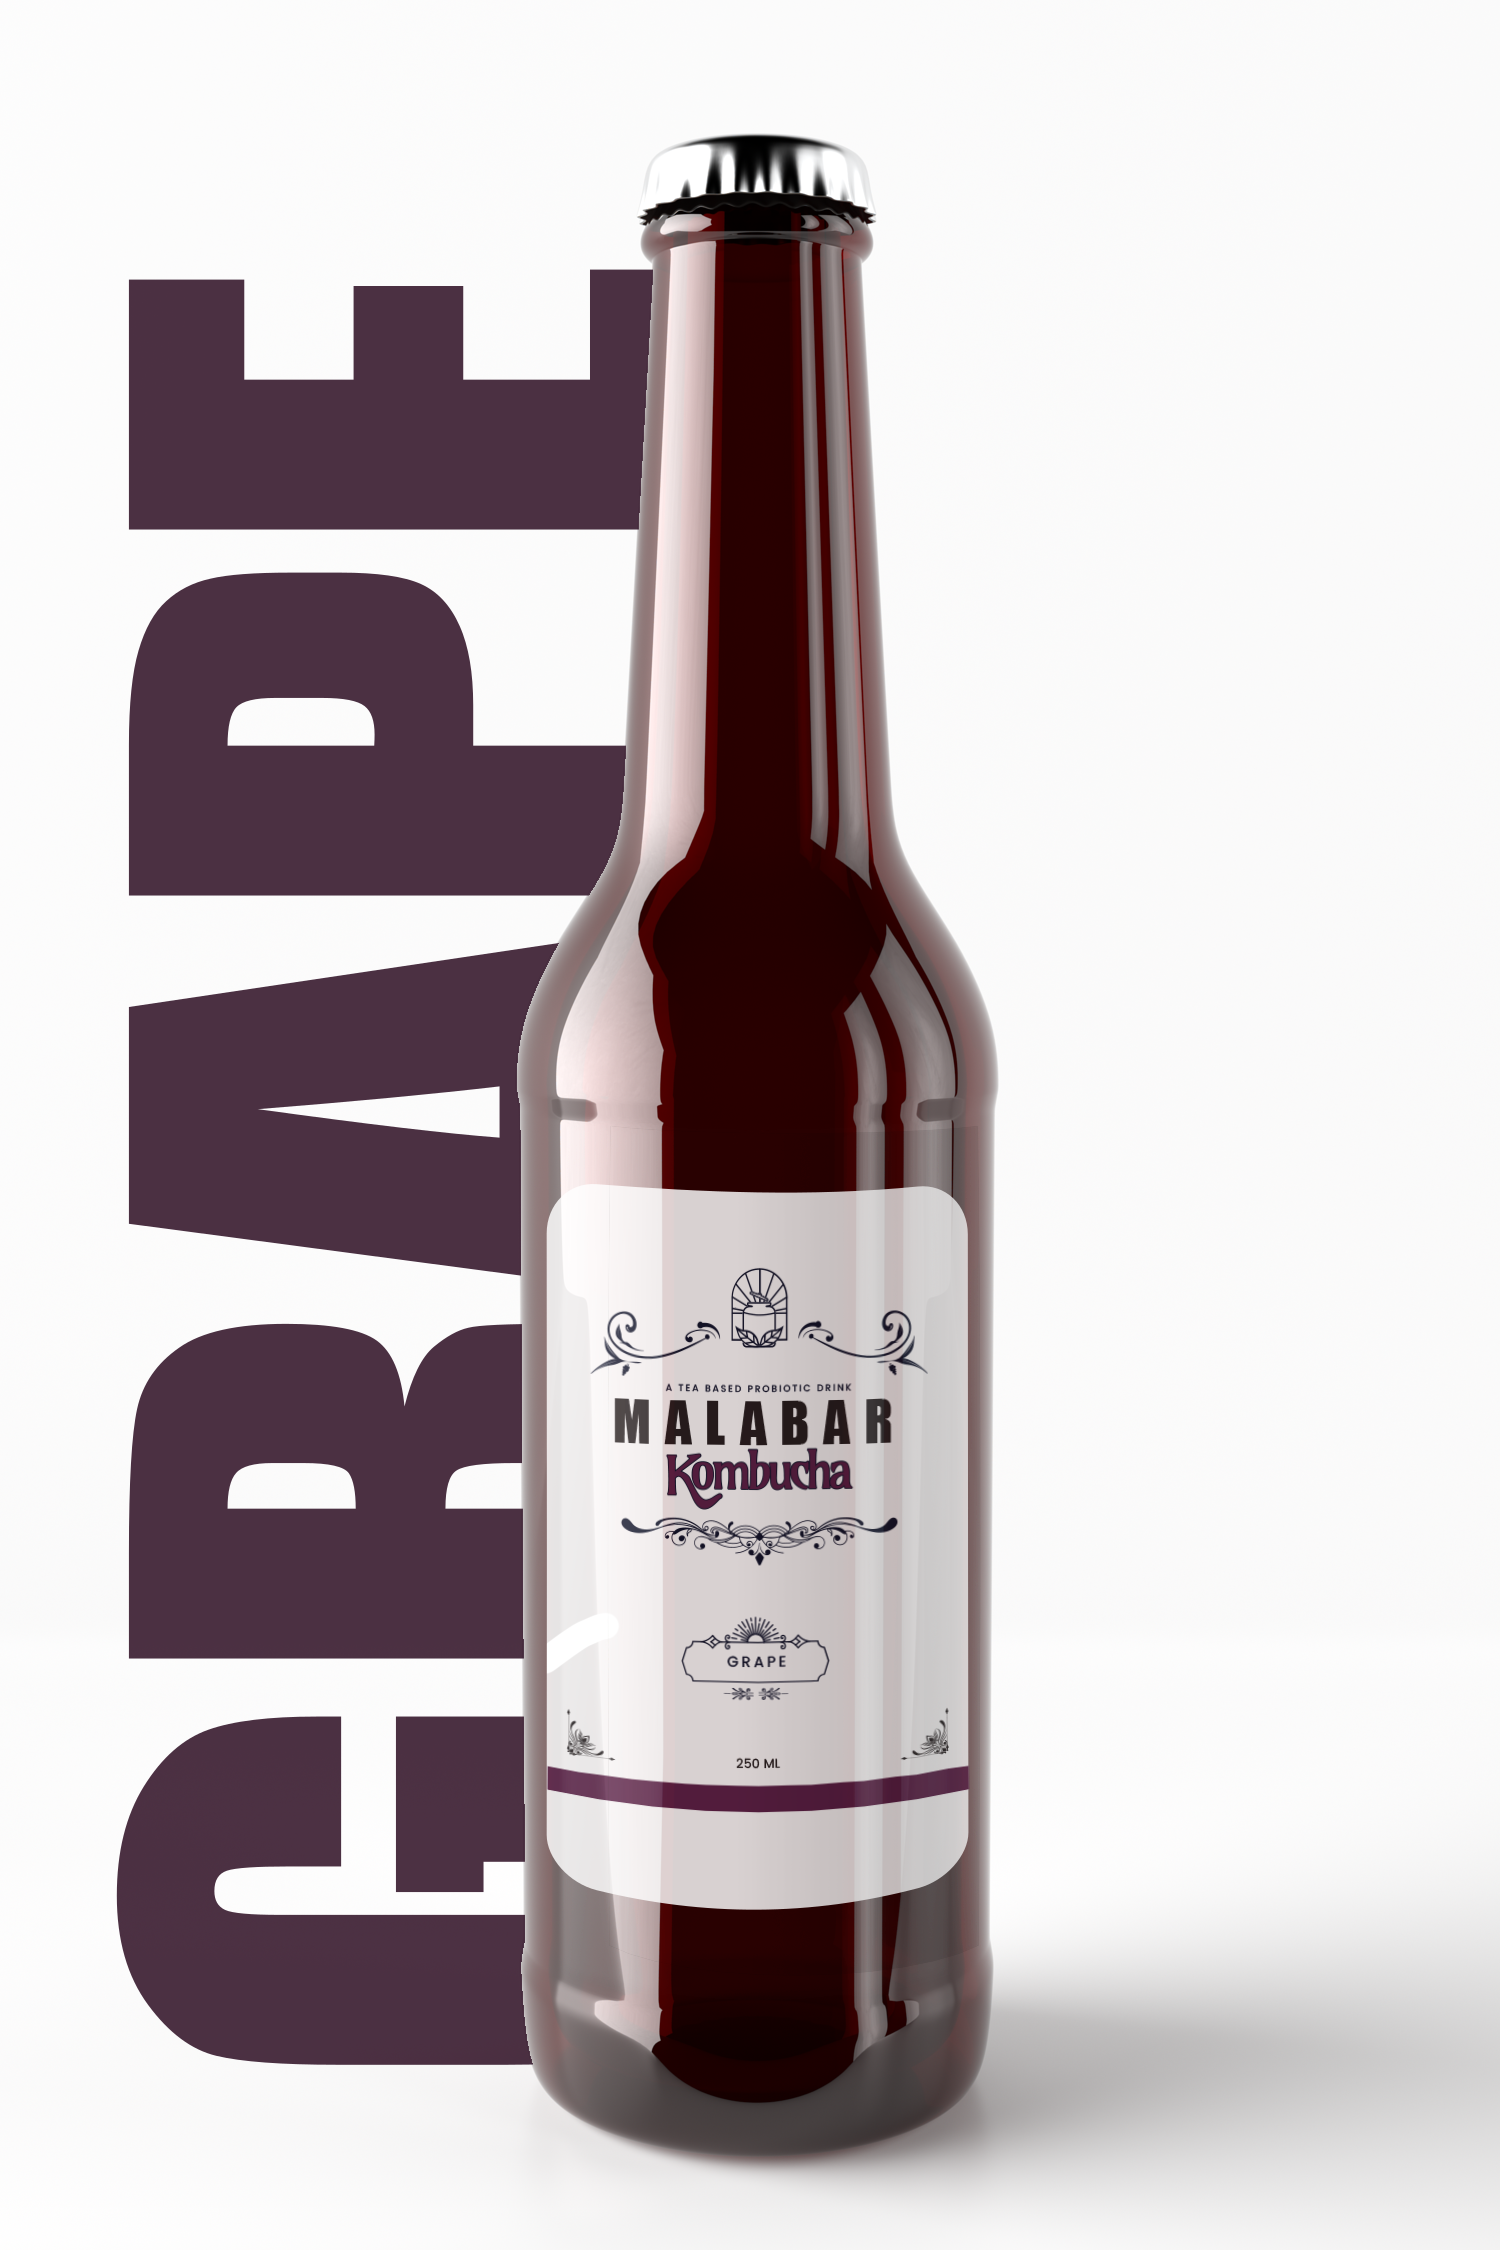 GRAPE
A TEA BASED PROBIOTIC DRINK
MALABAR
Kombucha
GRAPE
250 ML